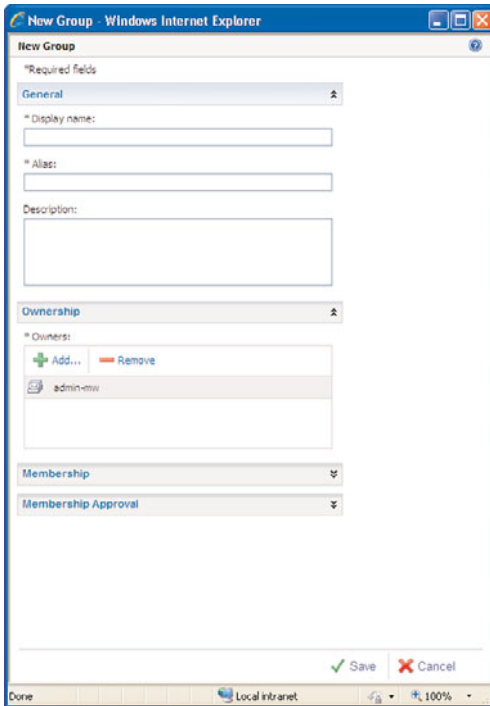 New Group - Windows Internet Explorer
New Group
*Required fields
General
* Display name:
* Alias:
Description:
Ownership
* Owners:
Add... Remove
admin-mw
Membership
Membership Approval
Save Cancel
Done Local intranet 100%